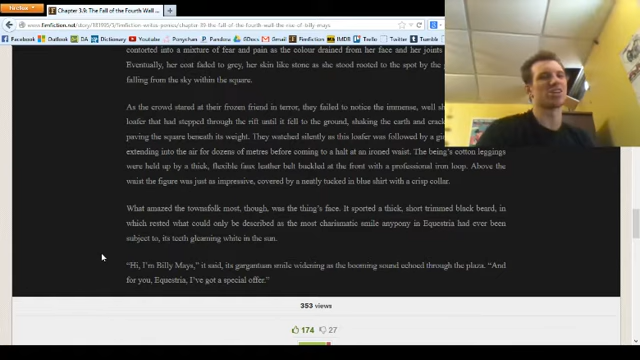 Firefox
Chapter 3.9: The Fall of the Fourth Wall ...
www.fimfiction.net/story/
Facebook Outlook DA Dictionary Youtube Ponychan Pandora GDocs Gmail Fimfiction MyIMDB IMDB TRD Twitter
contorted into a mixture of fear and pain as the colour drained from her face and her joints
Eventually, her coat faded to grey, her skin like stone as she stood rooted to the spot by the
falling from the sky within the square.
As the crowd stared at their frozen friend in terror, they failed to notice the immense, well
loafer that had stepped through the rift until it fell to the ground, shaking the earth and
paving the square beneath its weight. They watched silently as this loafer was followed by a
extending into the air for dozens of metres before coming to a halt at an ironed waist. The being's cotton leggings
were held up by a thick, flexible faux leather belt buckled at the front with a professional iron loop. Above the
waist the figure was just as impressive, covered by a neatly tucked in blue shirt with a crisp collar.
What amazed the townsfolk most, though, was the thing's face. It sported a thick, short trimmed black beard, in
which rested what could only be described as the most charismatic smile anypony in Equestria had ever been
subject to, its teeth gleaming white in the sun.
"Hi, I'm Billy Mays," it said, its gargantuan smile widening as the booming sound echoed through the plaza. "And
for you, Equestria, I've got a special offer."
353 views
174 27